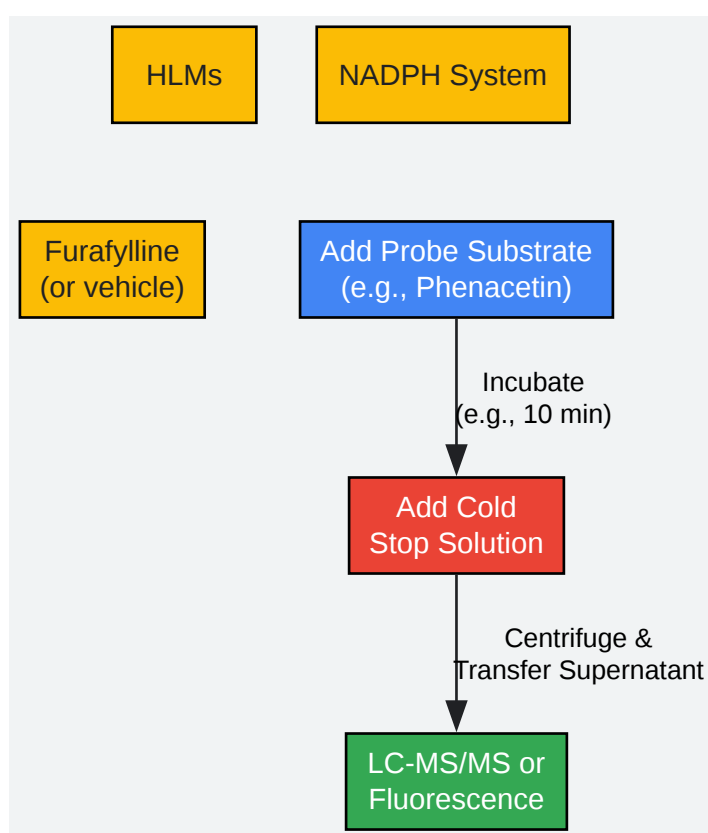 HLMs
NADPH System
Furafylline
(or vehicle)
Add Probe Substrate
(e.g., Phenacetin)
Incubate
(e.g., 10 min)
Add Cold
Stop Solution
Centrifuge &
Transfer Supernatant
LC-MS/MS or
Fluorescence